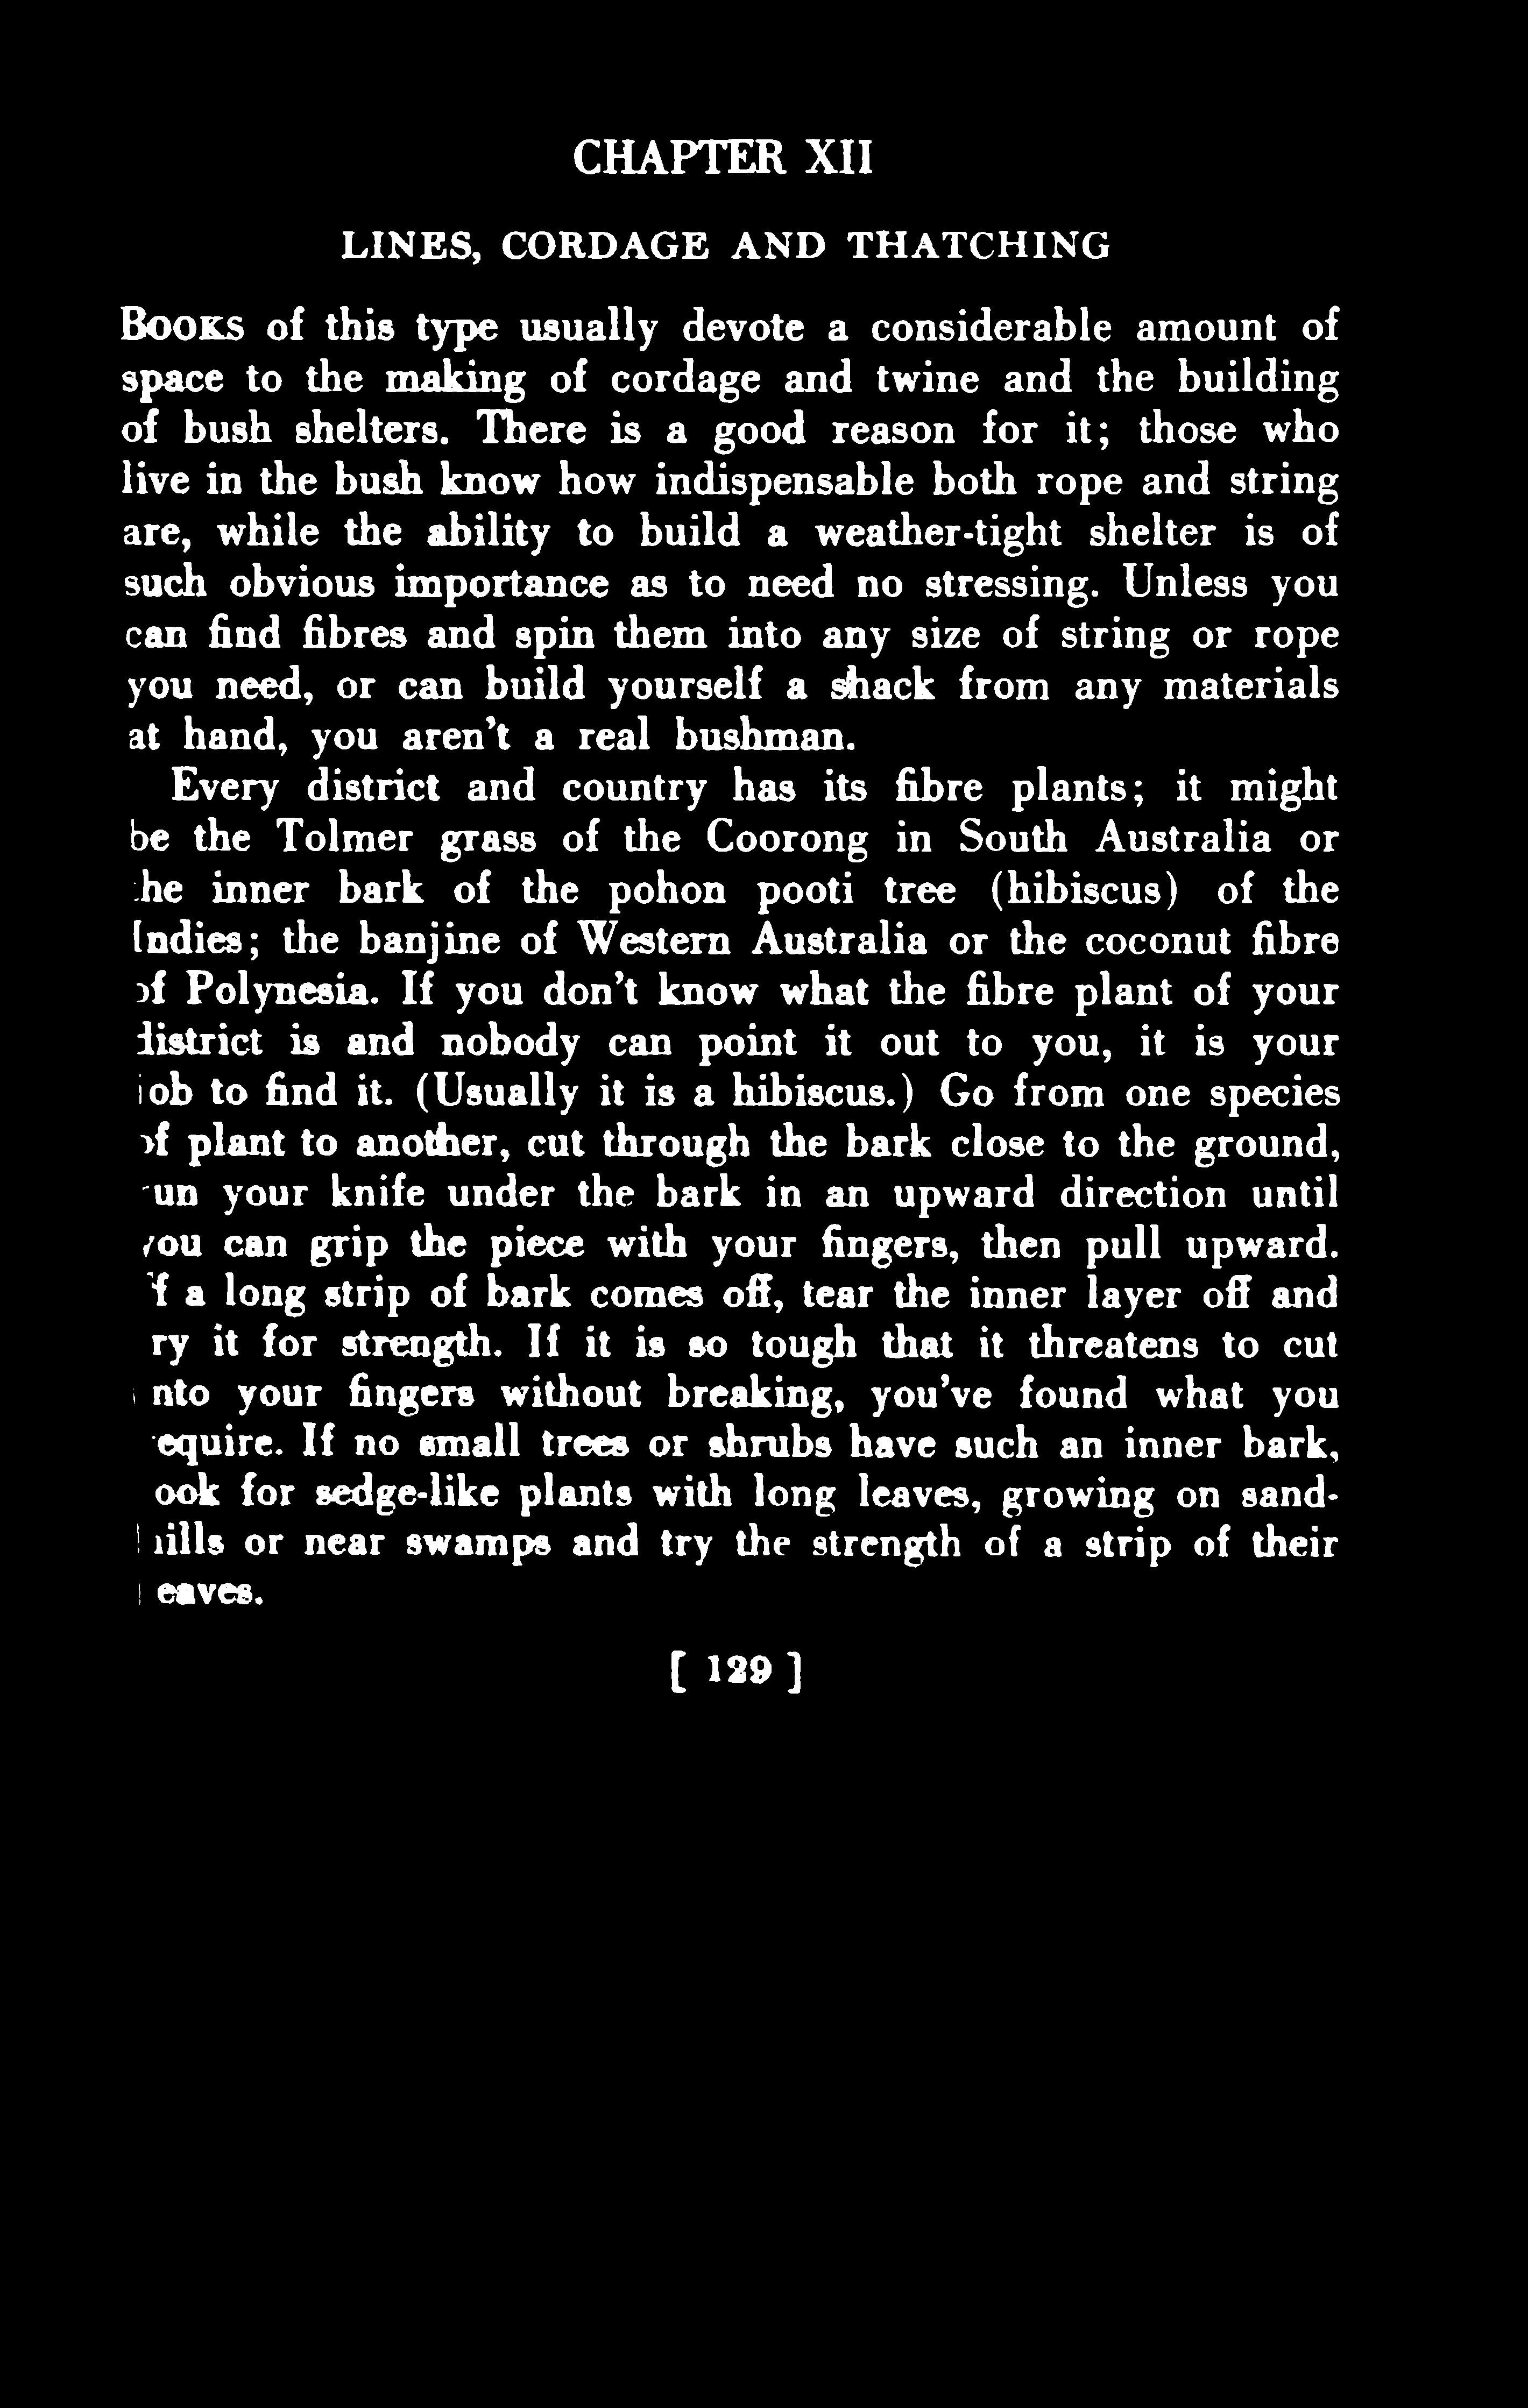 CHAPTER XII
LINES, CORDAGE AND THATCHING
BOOKS of this type usually devote a considerable amount of
space to the making of cordage and twine and the building
of bush shelters. There is a good reason for it; those who
live in the bush know how indispensable both rope and string
are, while the ability to build a weather-tight shelter is of
such obvious importance as to need no stressing. Unless you
can find fibres and spin them into any size of string or rope
you need, or can build yourself a shack from any materials
at hand, you aren't a real bushman.
Every district and country has its fibre plants; it might
be the Tolmer grass of the Coorong in South Australia or
the inner bark of the pohon pooti tree (hibiscus) of the
Indies; the banjine of Western Australia or the coconut fibre
of Polynesia. If you don't know what the fibre plant of your
district is and nobody can point it out to you, it is your
job to find it. (Usually it is a hibiscus.) Go from one species
of plant to another, cut through the bark close to the ground,
run your knife under the bark in an upward direction until
you can grip the piece with your fingers, then pull upward.
If a long strip of bark comes off, tear the inner layer off and
ry it for strength. If it is so tough that it threatens to cut
into your fingers without breaking, you've found what you
require. If no small trees or shrubs have such an inner bark,
ook for sedge-like plants with long leaves, growing on sand-
hills or near swamps and try the strength of a strip of their
leaves.
[ 129 ]